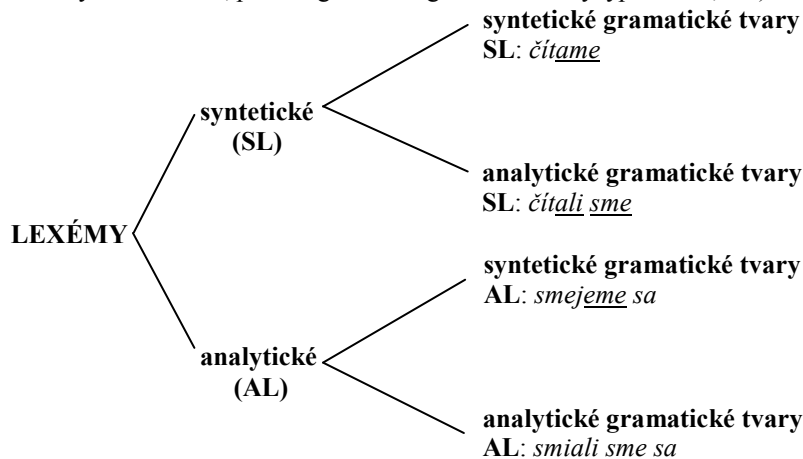 syntetické gramatické tvary
SL: čítame
syntetické
(SL)
analytické gramatické tvary
SL: čítali sme
LEXÉMY
syntetické gramatické tvary
AL: smejeme sa
analytické
(AL)
analytické gramatické tvary
AL: smiali sme sa